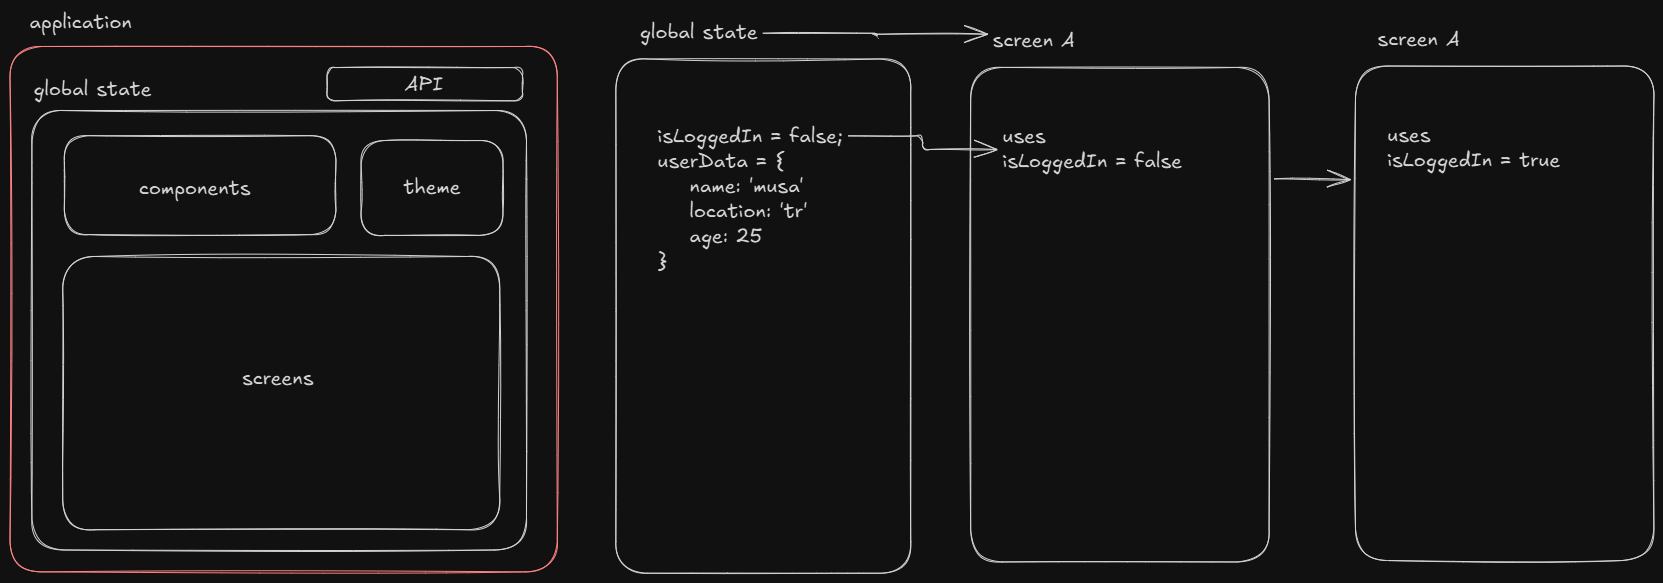 application
global state
API
components
theme
screens
global state
isLoggedIn = false;
userData = {
name: 'musa'
location: 'tr'
age: 25
}
screen A
uses
isLoggedIn = false
screen A
uses
isLoggedIn = true